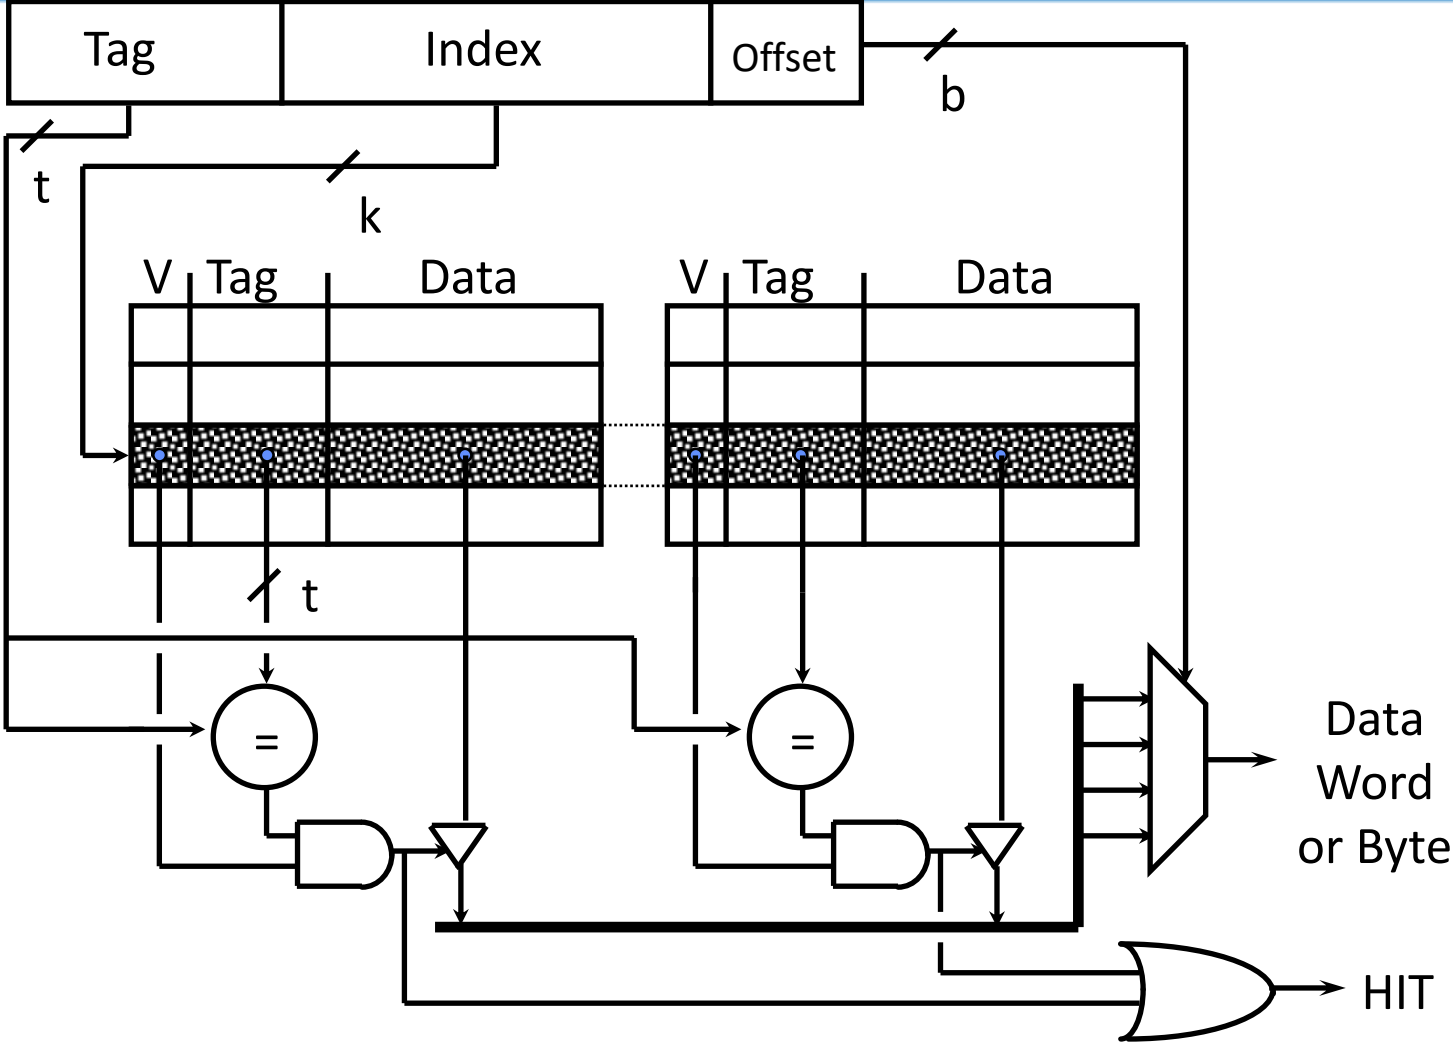 Tag Index Offset
b
t
k
V Tag Data V Tag Data
t
= =
Data
Word
or Byte
HIT